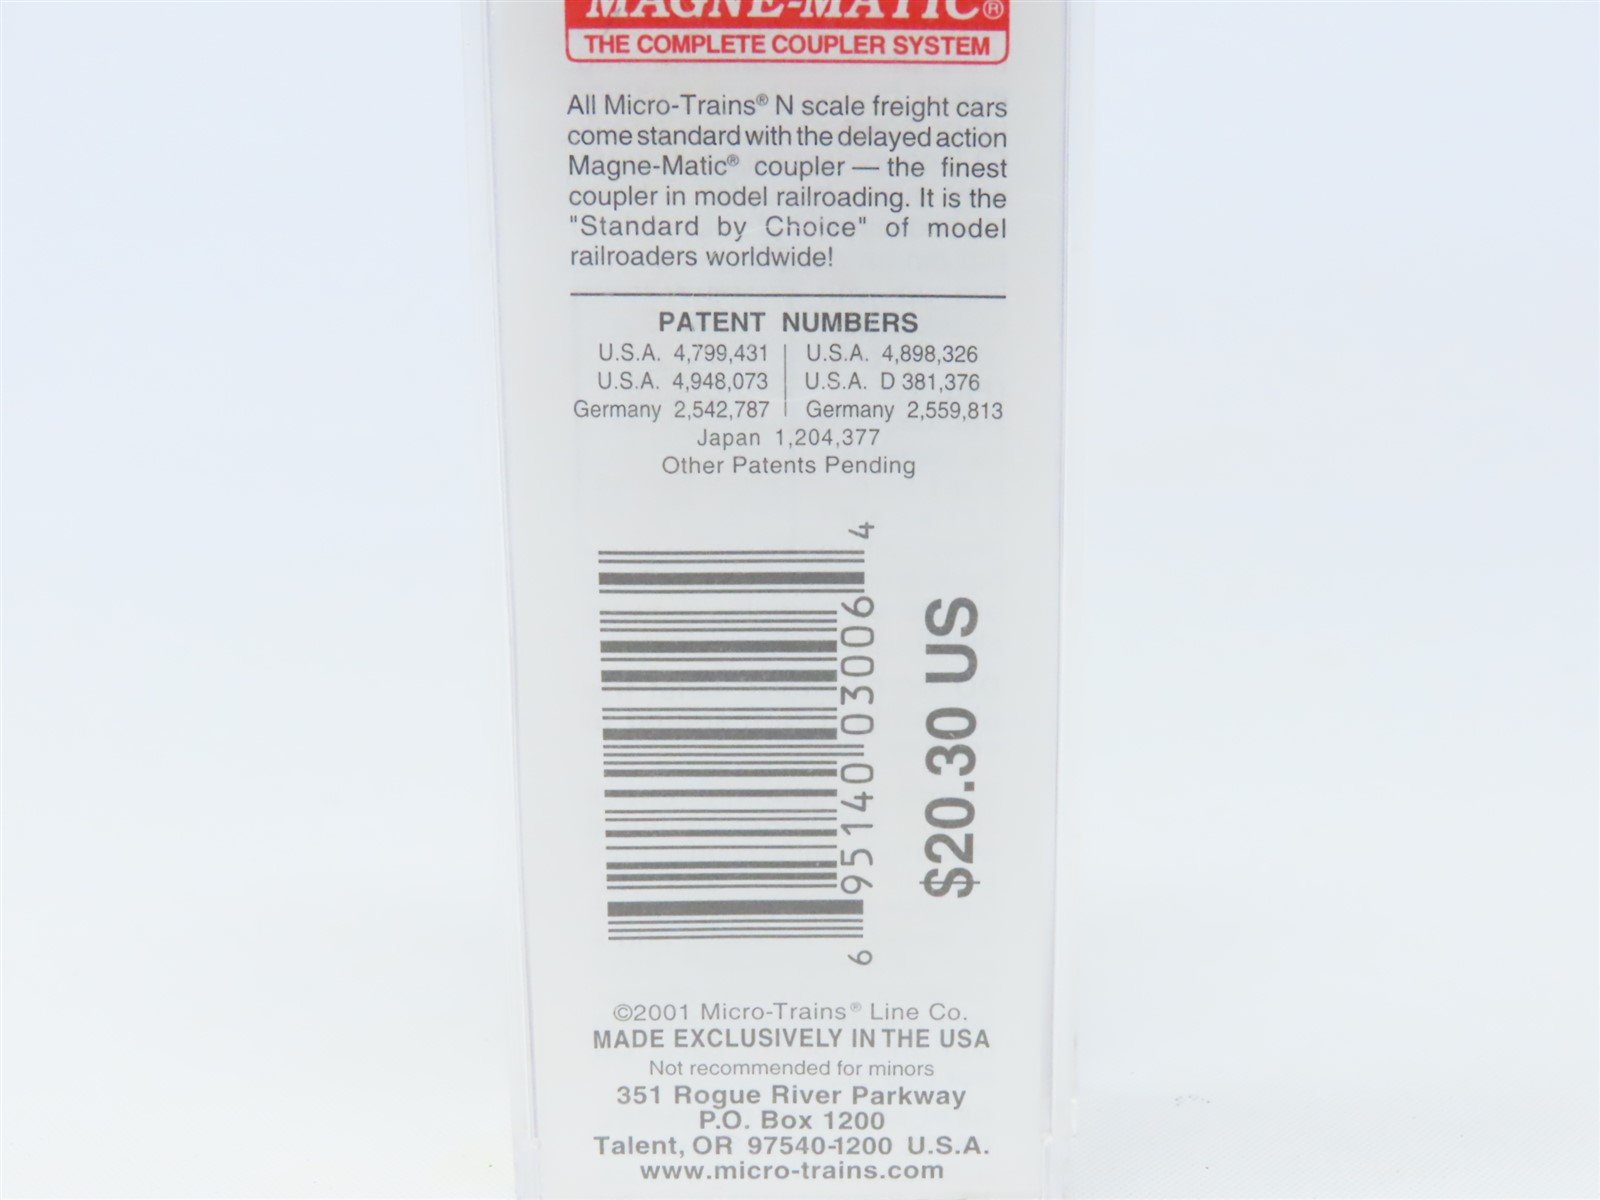 MAGNE-MATIC®
THE COMPLETE COUPLER SYSTEM
All Micro-Trains® N scale freight cars
come standard with the delayed action
Magne-Matic® coupler — the finest
coupler in model railroading. It is the
"Standard by Choice" of model
railroaders worldwide!
PATENT NUMBERS
U.S.A. 4,799,431 | U.S.A. 4,898,326
U.S.A. 4,948,073 | U.S.A. D 381,376
Germany 2,542,787 | Germany 2,559,813
Japan 1,204,377
Other Patents Pending
6 95140 03006 4
$20.30 US
©2001 Micro-Trains® Line Co.
MADE EXCLUSIVELY IN THE USA
Not recommended for minors
351 Rogue River Parkway
P.O. Box 1200
Talent, OR 97540-1200 U.S.A.
www.micro-trains.com